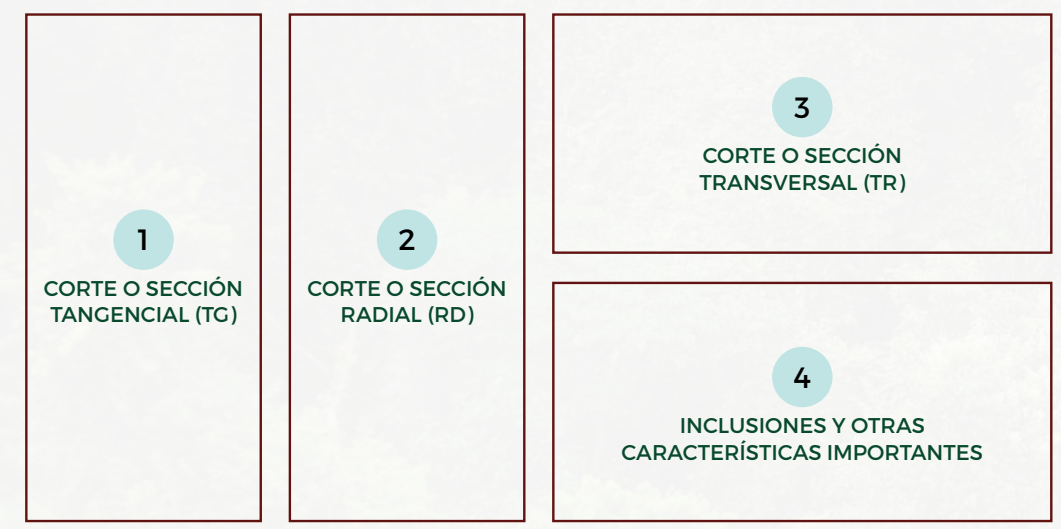 1
CORTE O SECCIÓN
TANGENCIAL (TG)
2
CORTE O SECCIÓN
RADIAL (RD)
3
CORTE O SECCIÓN
TRANSVERSAL (TR)
4
INCLUSIONES Y OTRAS
CARACTERÍSTICAS IMPORTANTES